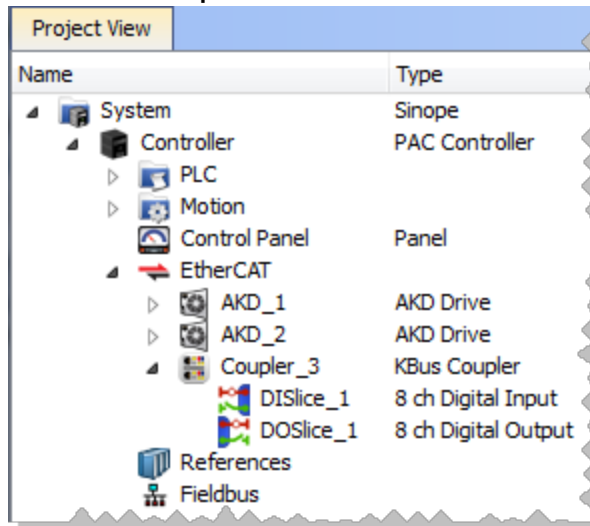 Project View
Name Type
System Sinope
Controller PAC Controller
PLC
Motion
Control Panel Panel
EtherCAT
AKD_1 AKD Drive
AKD_2 AKD Drive
Coupler_3 KBus Coupler
DISlice_1 8 ch Digital Input
DOSlice_1 8 ch Digital Output
References
Fieldbus